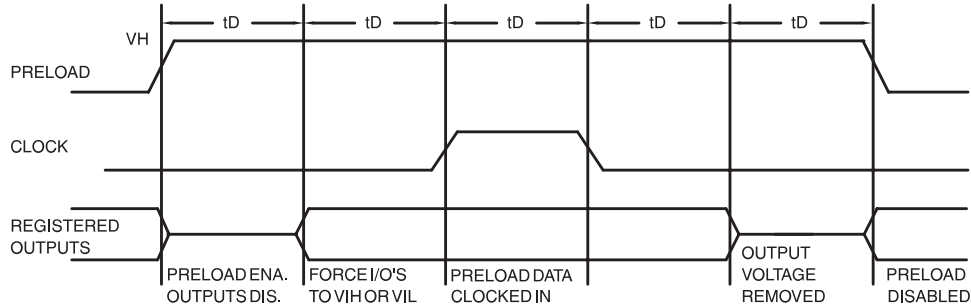 tD tD tD tD tD
VH
PRELOAD
CLOCK
REGISTERED
OUTPUTS
PRELOAD ENA.
OUTPUTS DIS.
FORCE I/O'S
TO VIH OR VIL
PRELOAD DATA
CLOCKED IN
OUTPUT
VOLTAGE
REMOVED
PRELOAD
DISABLED